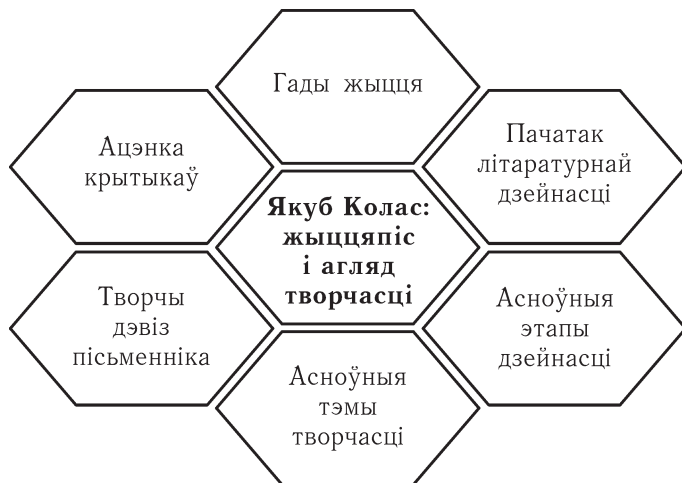 Гады жыцця
Ацэнка
крытыкаў
Пачатак
літаратурнай
дзейнасці
Якуб Колас:
жыццяпіс
і агляд
творчасці
Творчы
дэвіз
пісьменніка
Асноўныя
этапы
дзейнасці
Асноўныя
тэмы
творчасці